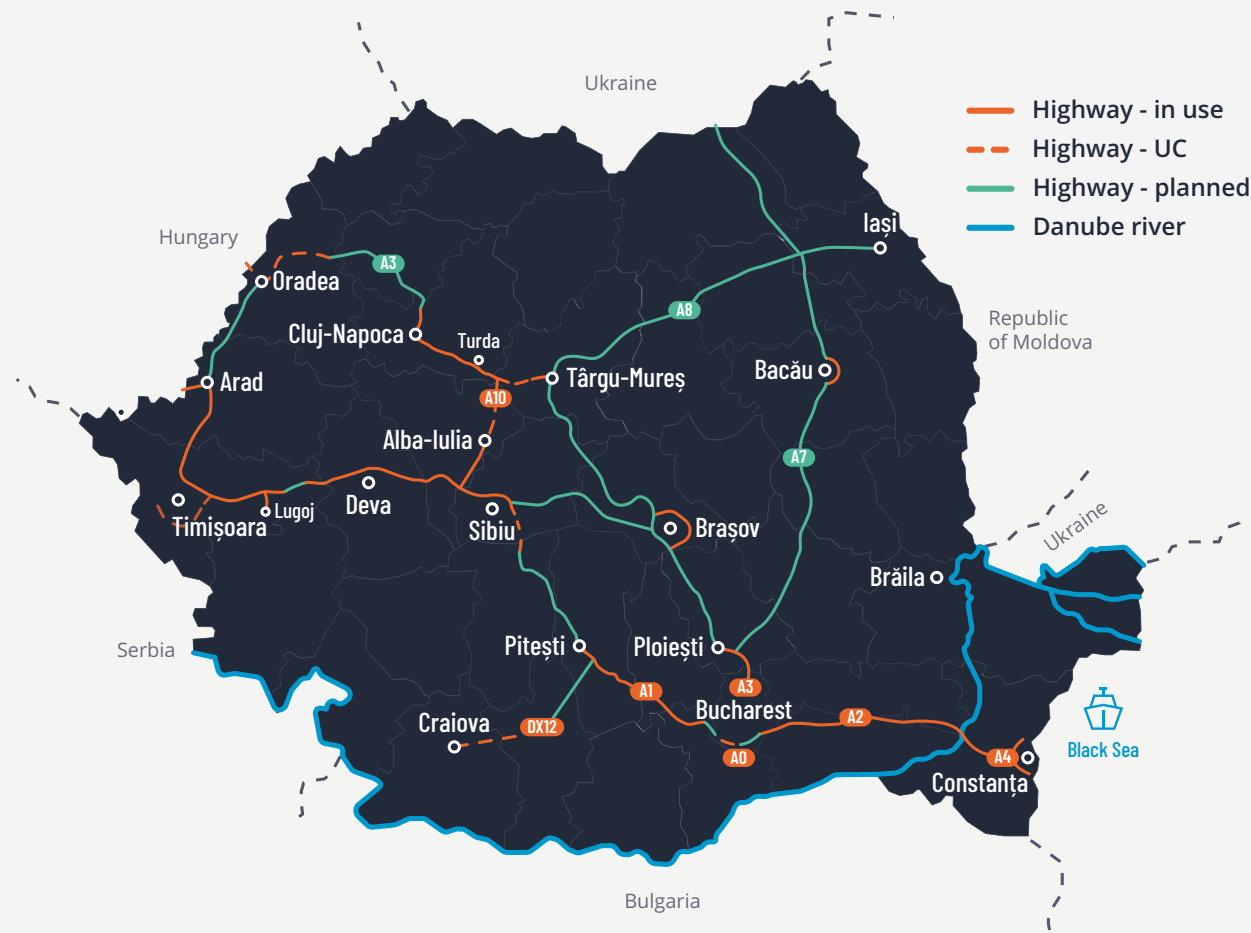 Ukraine
Highway - in use
Highway - UC
Highway - planned
Danube river
Iași
Hungary
A3
Oradea
A8
Republic
of Moldova
Cluj-Napoca
Turda
Bacău
Arad
Târgu-Mureș
A10
Alba-Iulia
A7
Deva
Lugoj
Timișoara
Sibiu
Brașov
Ukraine
Brăila
Serbia
Pitești
Ploiești
A1
A3
Bucharest
Craiova
DX12
A2
A0
A4
Black Sea
Constanța
Bulgaria